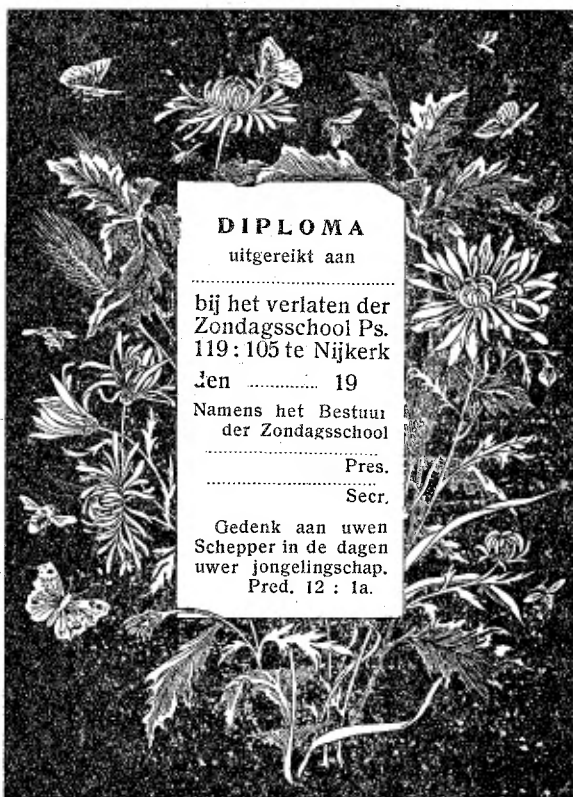 DIPLOMA
uitgereikt aan
bij het verlaten der
Zondagsschool Ps.
119 : 105 te Nijkerk
den ............ 19
Namens het Bestuur
der Zondagsschool
Pres.
Secr.
Gedenk aan uwen
Schepper in de dagen
uwer jongelingschap.
Pred. 12 : 1a.